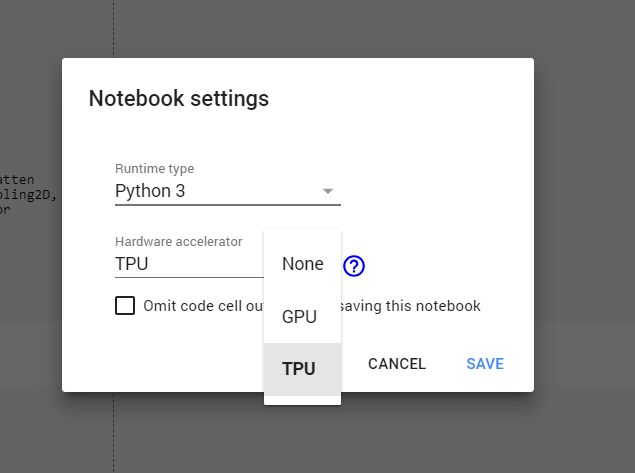 Notebook settings
Runtime type
atten
Python 3
oling2D,
or
Hardware accelerator
TPU
None
Omit code cell ou
saving this notebook
GPU
TPU
CANCEL
SAVE